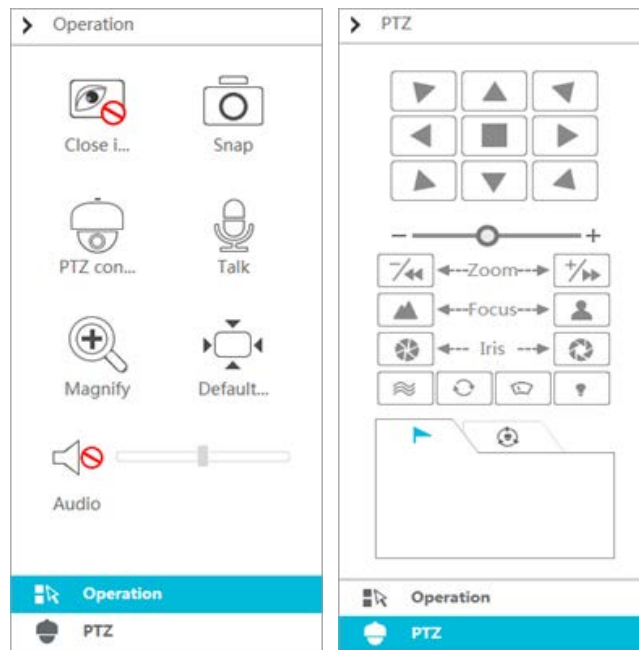 Operation
Close i...
Snap
PTZ con...
Talk
Magnify
Default...
Audio
Operation
PTZ
PTZ
Zoom
Focus
Iris
Operation
PTZ